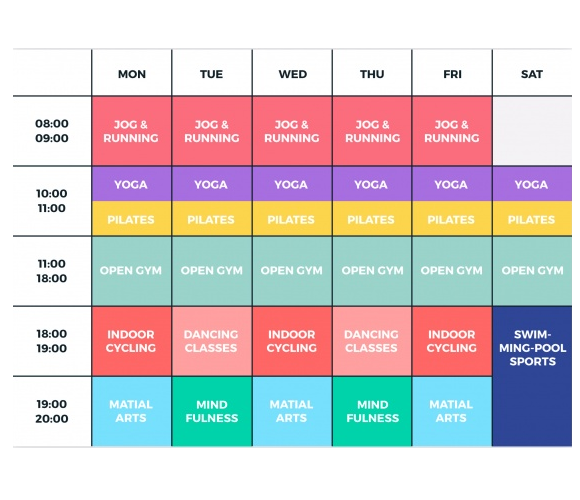 MON TUE WED THU FRI SAT
08:00
09:00
JOG & JOG & JOG & JOG & JOG &
RUNNING RUNNING RUNNING RUNNING RUNNING
10:00
11:00
YOGA YOGA YOGA YOGA YOGA YOGA
PILATES PILATES PILATES PILATES PILATES PILATES
11:00
18:00
OPEN GYM OPEN GYM OPEN GYM OPEN GYM OPEN GYM OPEN GYM
18:00
19:00
INDOOR DANCING INDOOR DANCING INDOOR SWIM-
CYCLING CLASSES CYCLING CLASSES CYCLING MING-POOL
SPORTS
19:00
20:00
MATIAL MIND MATIAL MIND MATIAL
ARTS FULNESS ARTS FULNESS ARTS